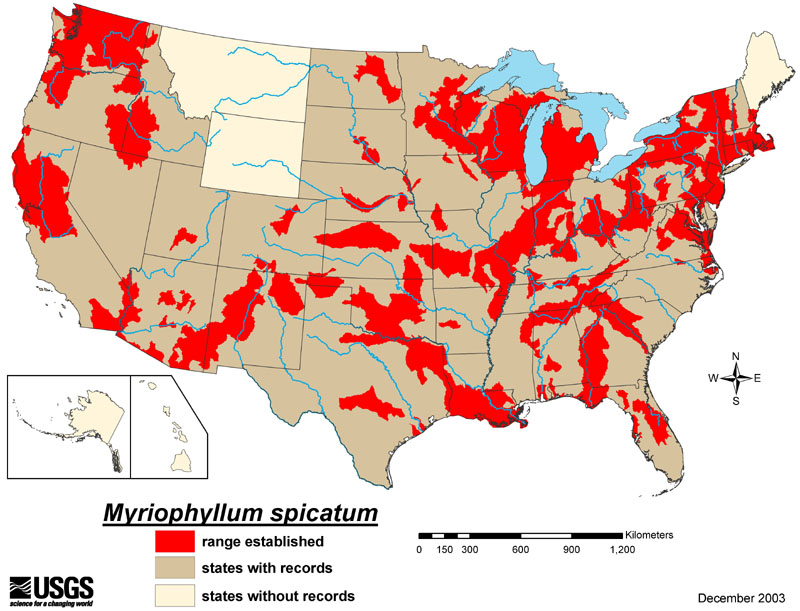 N
W E
S
Myriophyllum spicatum
range established
states with records
states without records
Kilometers
0 150 300 600 900 1,200
USGS
science for a changing world
December 2003